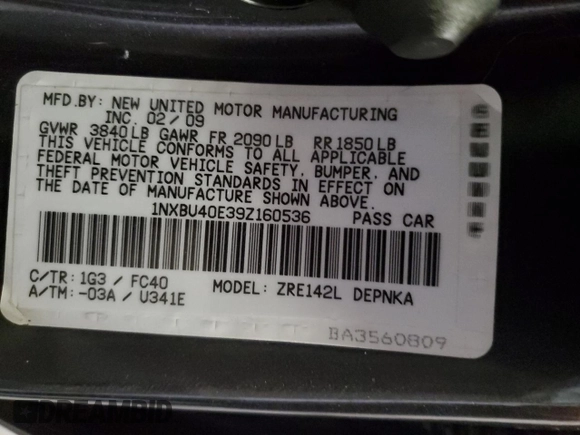 MFD.BY: NEW UNITED MOTOR MANUFACTURING
INC. 02/09
GVWR 3840LB GAWR FR 2090LB RR1850LB
THIS VEHICLE CONFORMS TO ALL APPLICABLE
FEDERAL MOTOR VEHICLE SAFETY, BUMPER, AND
THEFT PREVENTION STANDARDS IN EFFECT ON
THE DATE OF MANUFACTURE SHOWN ABOVE.
1NXBU40E39Z160536 PASS CAR
C/TR: 1G3 / FC40
A/TM: -03A / U341E
MODEL: ZRE142L DEPNKA
BA3560809
DREAMBID